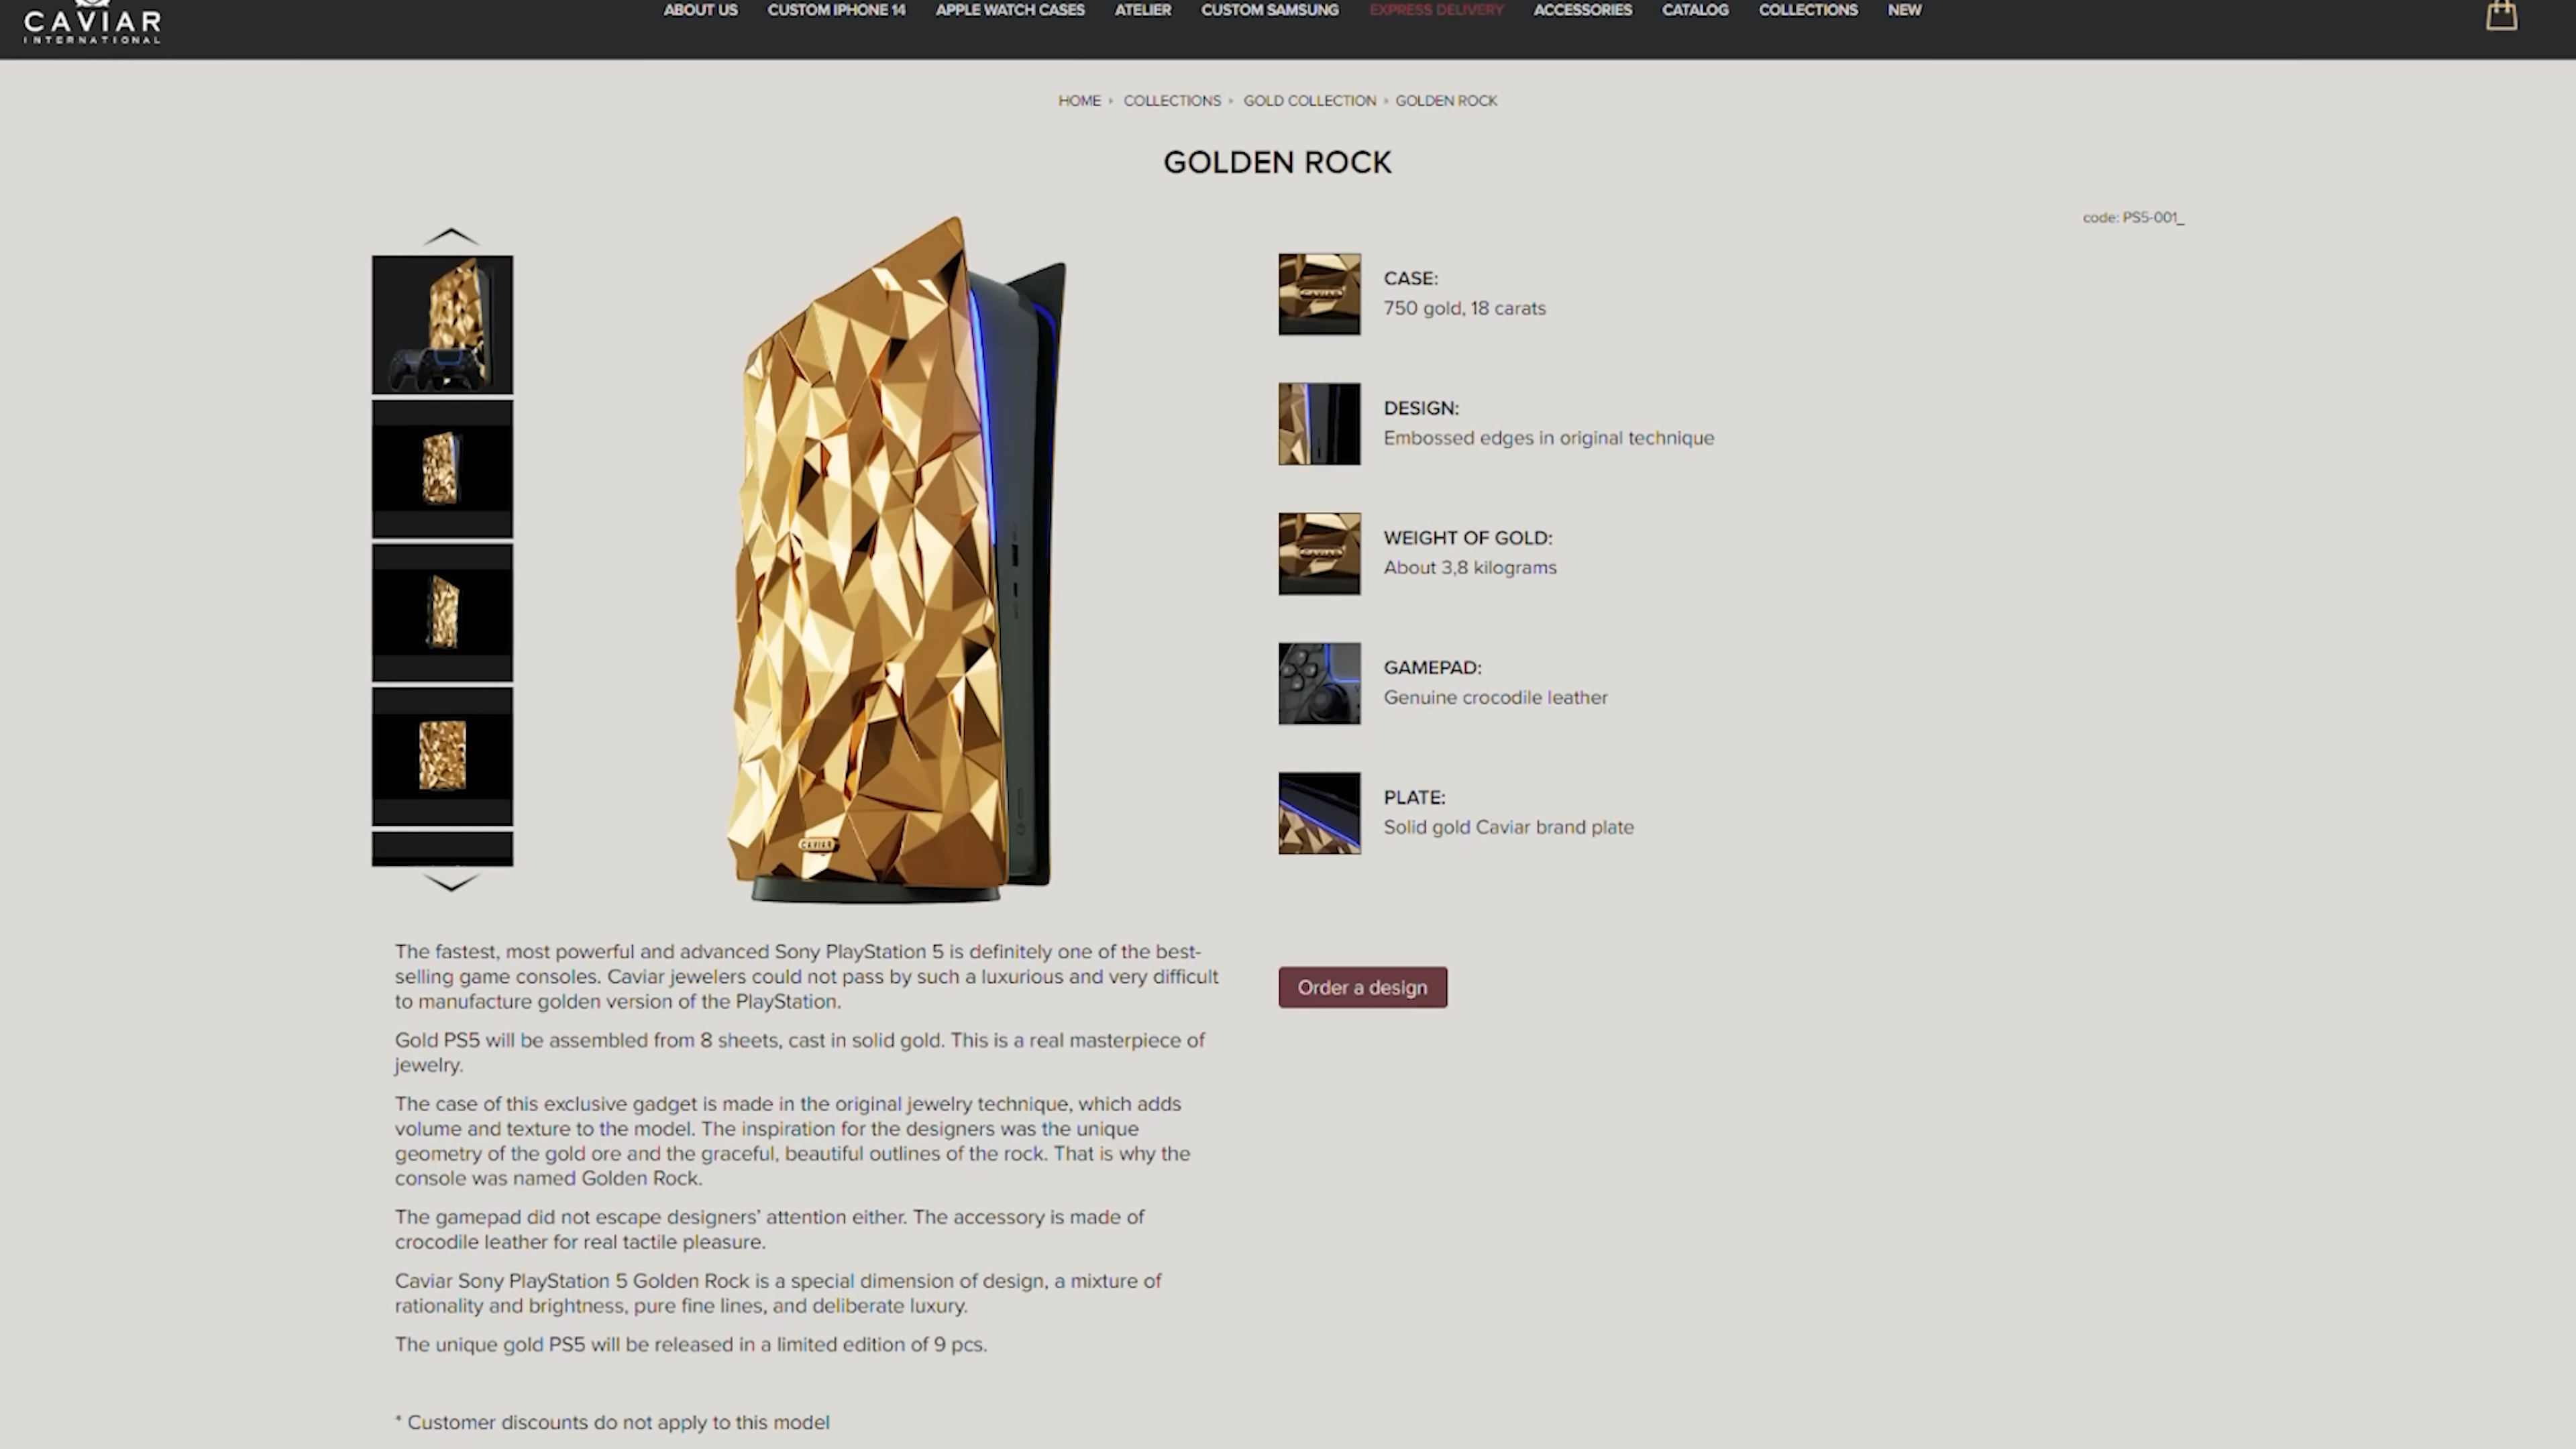 CAVIAR
INTERNATIONAL
ABOUT US CUSTOM IPHONE 14 APPLE WATCH CASES ATELIER CUSTOM SAMSUNG EXPRESS DELIVERY ACCESSORIES CATALOG COLLECTIONS NEW
HOME COLLECTIONS GOLD COLLECTION GOLDEN ROCK
GOLDEN ROCK
code: PS5-001_
CASE:
750 gold, 18 carats
DESIGN:
Embossed edges in original technique
WEIGHT OF GOLD:
About 3,8 kilograms
GAMEPAD:
Genuine crocodile leather
PLATE:
Solid gold Caviar brand plate
CAVIAR
The fastest, most powerful and advanced Sony PlayStation 5 is definitely one of the best-
selling game consoles. Caviar jewelers could not pass by such a luxurious and very difficult
to manufacture golden version of the PlayStation.
Order a design
Gold PS5 will be assembled from 8 sheets, cast in solid gold. This is a real masterpiece of
jewelry.
The case of this exclusive gadget is made in the original jewelry technique, which adds
volume and texture to the model. The inspiration for the designers was the unique
geometry of the gold ore and the graceful, beautiful outlines of the rock. That is why the
console was named Golden Rock.
The gamepad did not escape designers’ attention either. The accessory is made of
crocodile leather for real tactile pleasure.
Caviar Sony PlayStation 5 Golden Rock is a special dimension of design, a mixture of
rationality and brightness, pure fine lines, and deliberate luxury.
The unique gold PS5 will be released in a limited edition of 9 pcs.
* Customer discounts do not apply to this model